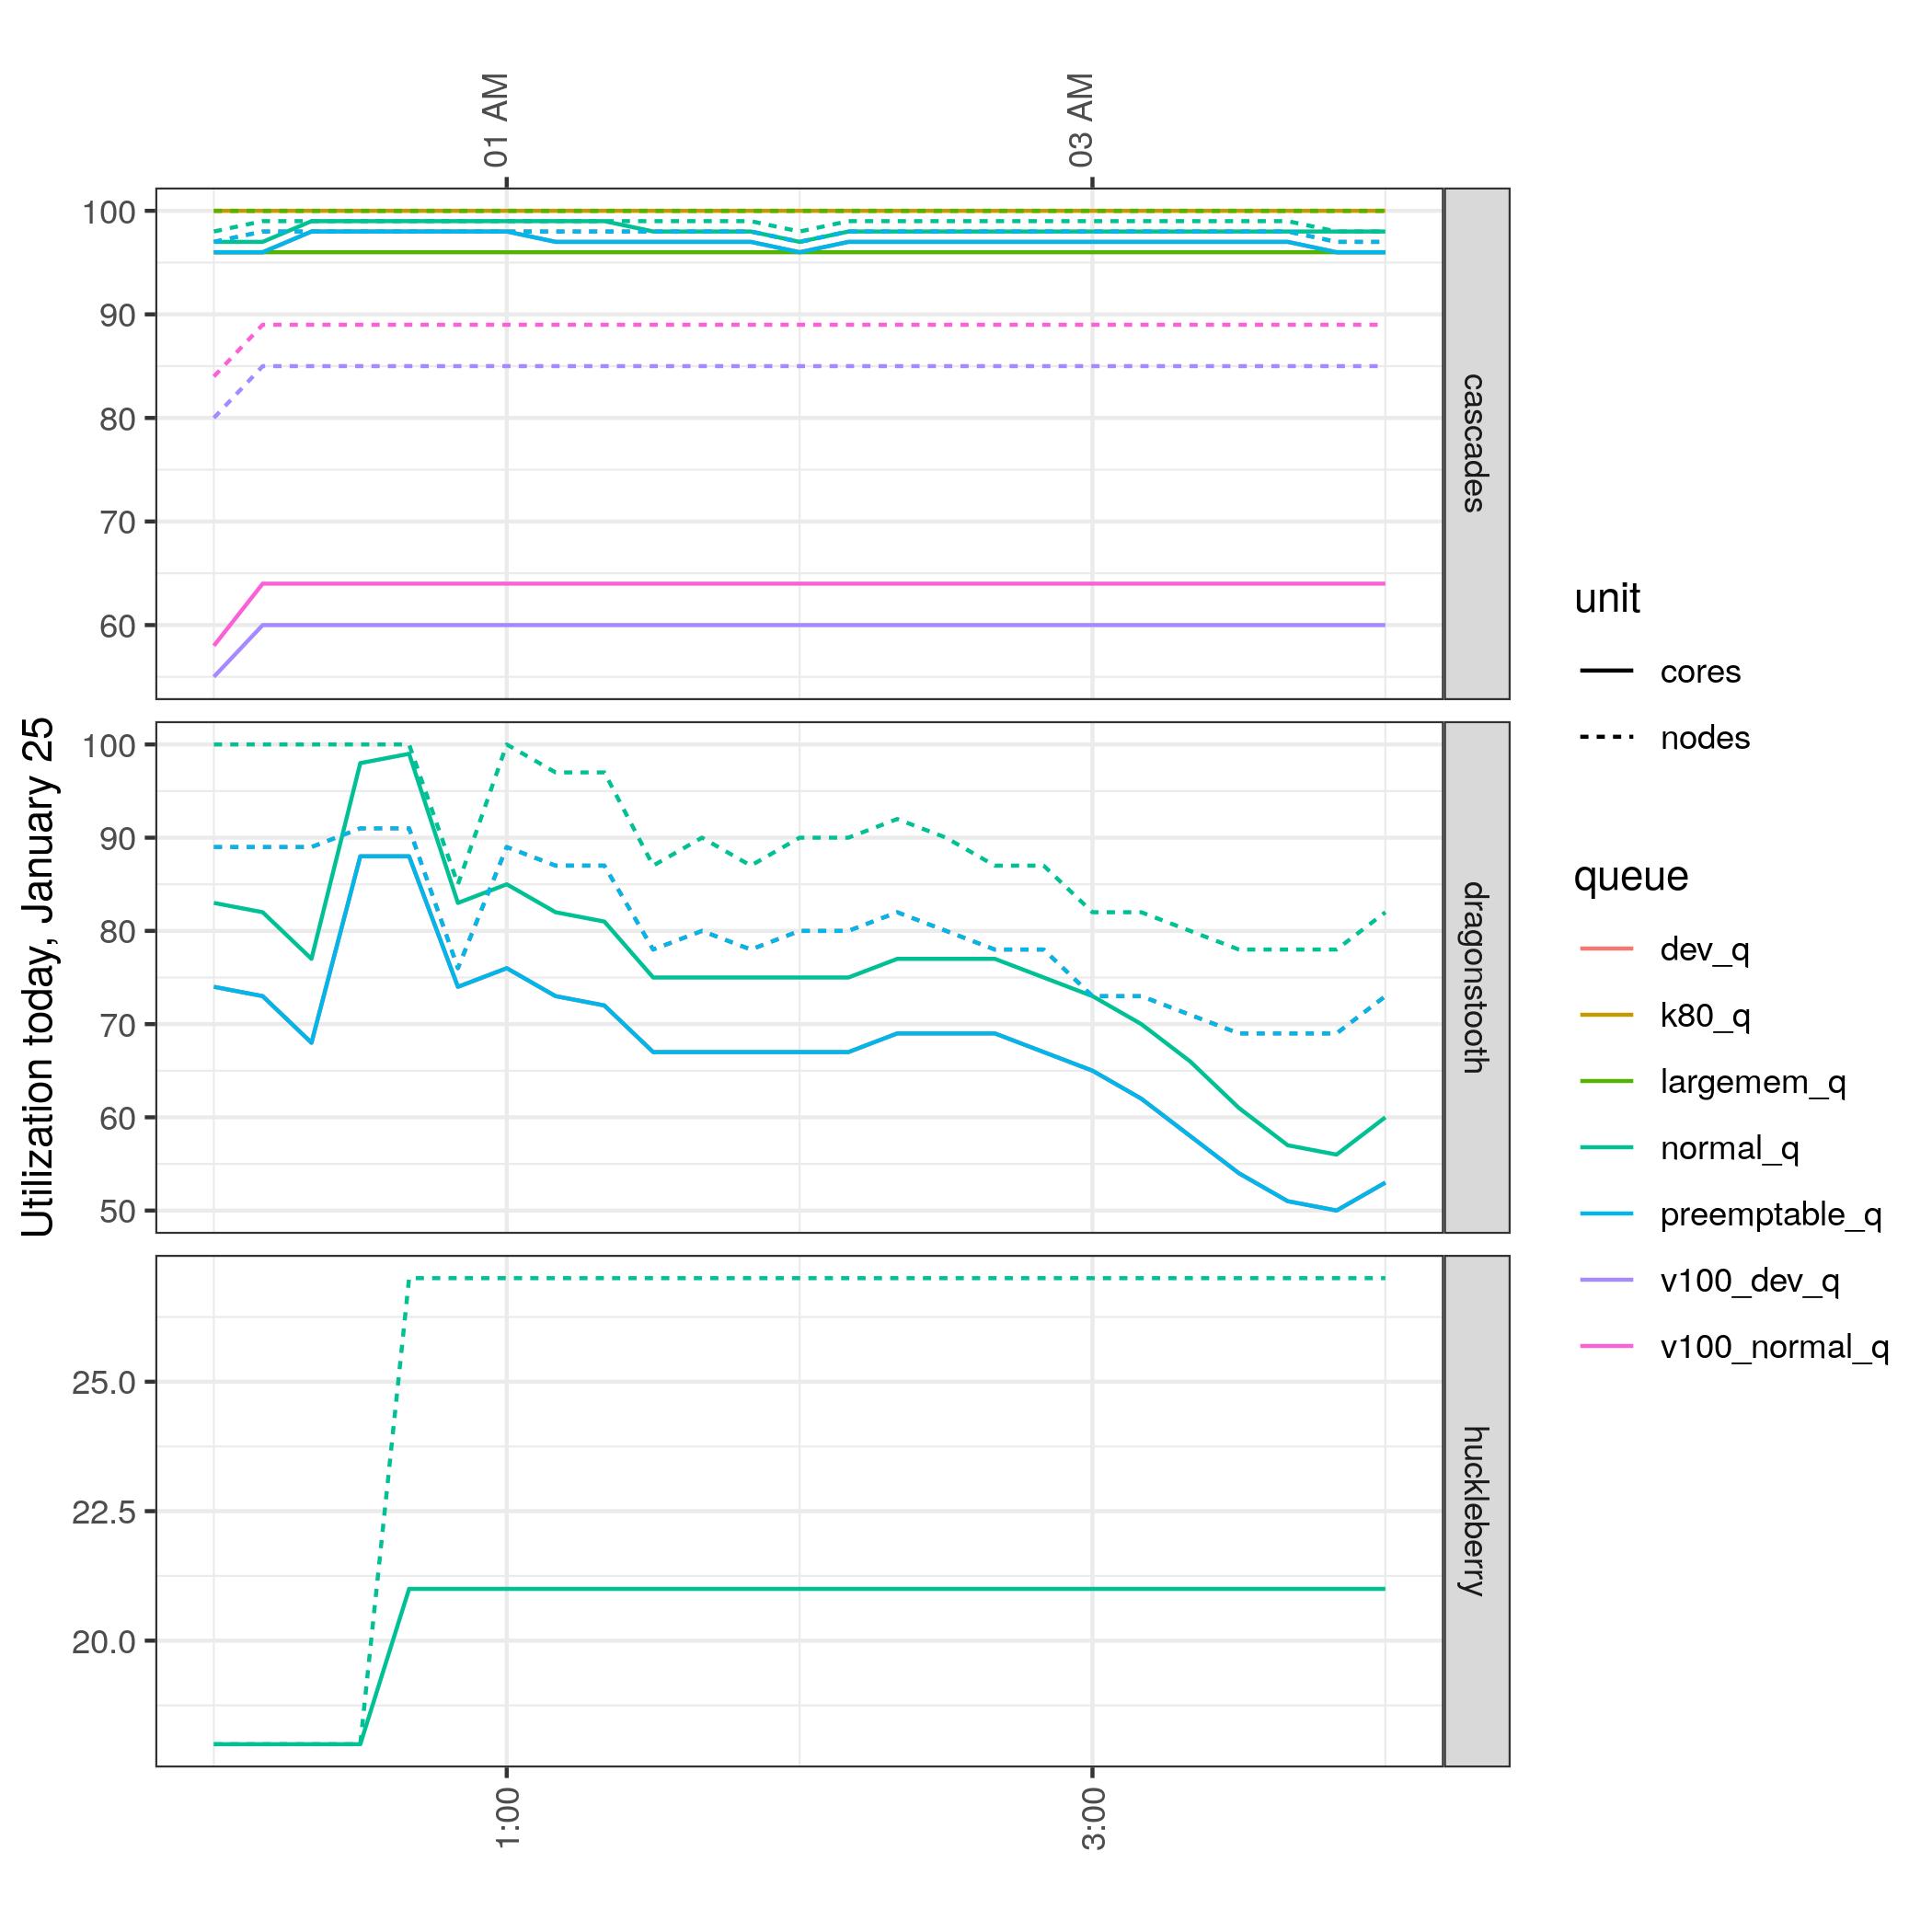 01 AM
03 AM
100
90
80
70
60
cascades
Utilization today, January 25
100
90
80
70
60
50
dragonstooth
25.0
22.5
20.0
huckleberry
1:00
3:00
unit
cores
nodes
queue
dev_q
k80_q
largemem_q
normal_q
preemptable_q
v100_dev_q
v100_normal_q